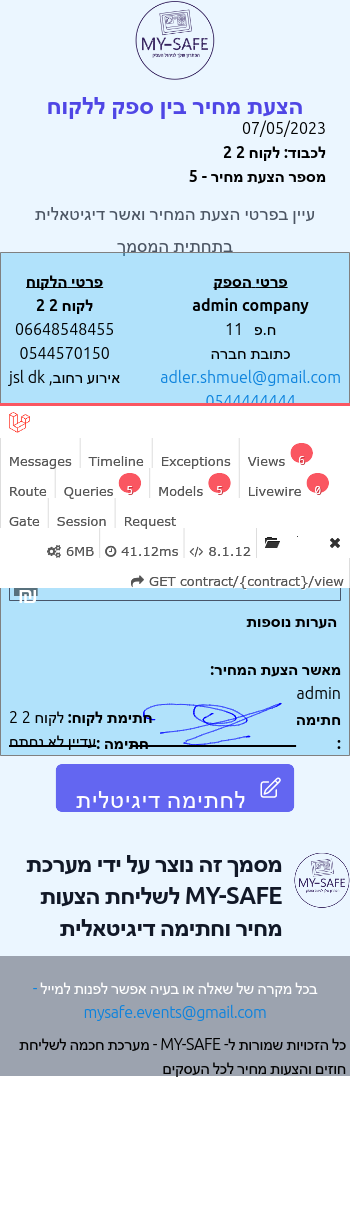 MY-SAFE
הצעת מחיר בין ספק ללקוח
07/05/2023
לכבוד: לקוח 2 2
מספר הצעת מחיר - 5
עיין בפרטי הצעת המחיר ואשר דיגיטאלית
בתחתית המסמך
פרטי הספק
admin company
ח.פ 11
כתובת חברה
adler.shmuel@gmail.com
0544444444
פרטי הלקוח
לקוח 2 2
06648548455
0544570150
אירוע רחוב, jsl dk
Messages Timeline Exceptions Views 6
Route Queries 5 Models 5 Livewire 0
Gate Session Request
6MB 41.12ms 8.1.12
GET contract/{contract}/view
₪
הערות נוספות
מאשר הצעת המחיר:
admin
חתימה
:
חתימת לקוח: לקוח 2 2
חתימה: עדיין לא נחתם
לחתימה דיגיטלית
מסמך זה נוצר על ידי מערכת
MY-SAFE לשליחת הצעות
מחיר וחתימה דיגיטאלית
MY-SAFE
בכל מקרה של שאלה או בעיה אפשר לפנות למייל -
mysafe.events@gmail.com
כל הזכויות שמורות ל- MY-SAFE - מערכת חכמה לשליחת
חוזים והצעות מחיר לכל העסקים